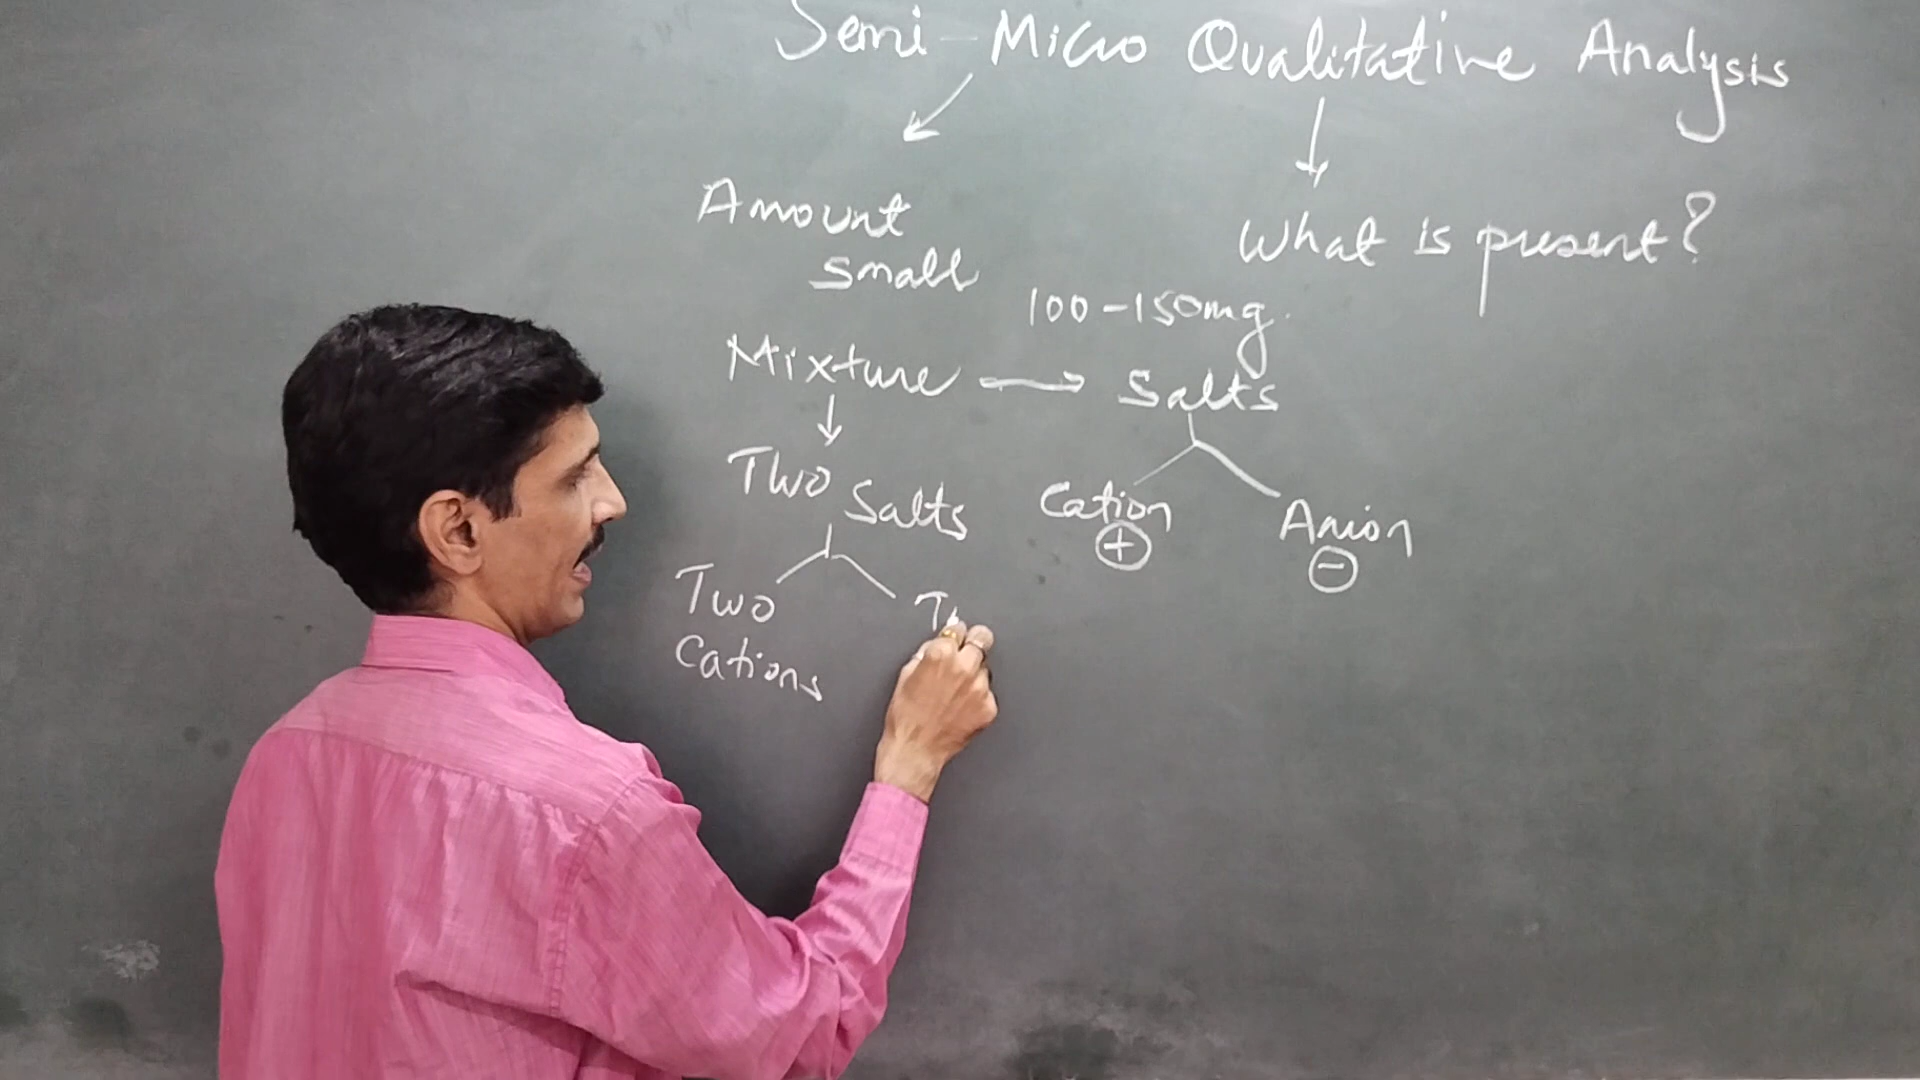 Semi-Micro Qualitative Analysis
Amount
small
What is present?
100-150mg.
Mixture → Salts
Two Salts
Cation
+
Anion
-
Two
Cations